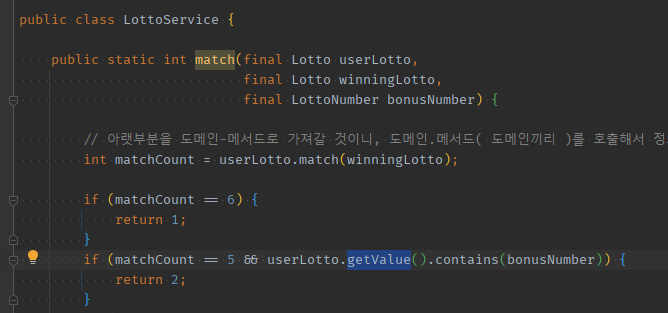 public class LottoService {
public static int match(final Lotto userLotto,
final Lotto winningLotto,
final LottoNumber bonusNumber) {
// 아랫부분을 도메인-메서드로 가져갈 것이니, 도메인.메서드( 도메인끼리 )를 호출해서 정
int matchCount = userLotto.match(winningLotto);
if (matchCount == 6) {
return 1;
}
if (matchCount == 5 && userLotto.getValue().contains(bonusNumber)) {
return 2;
}